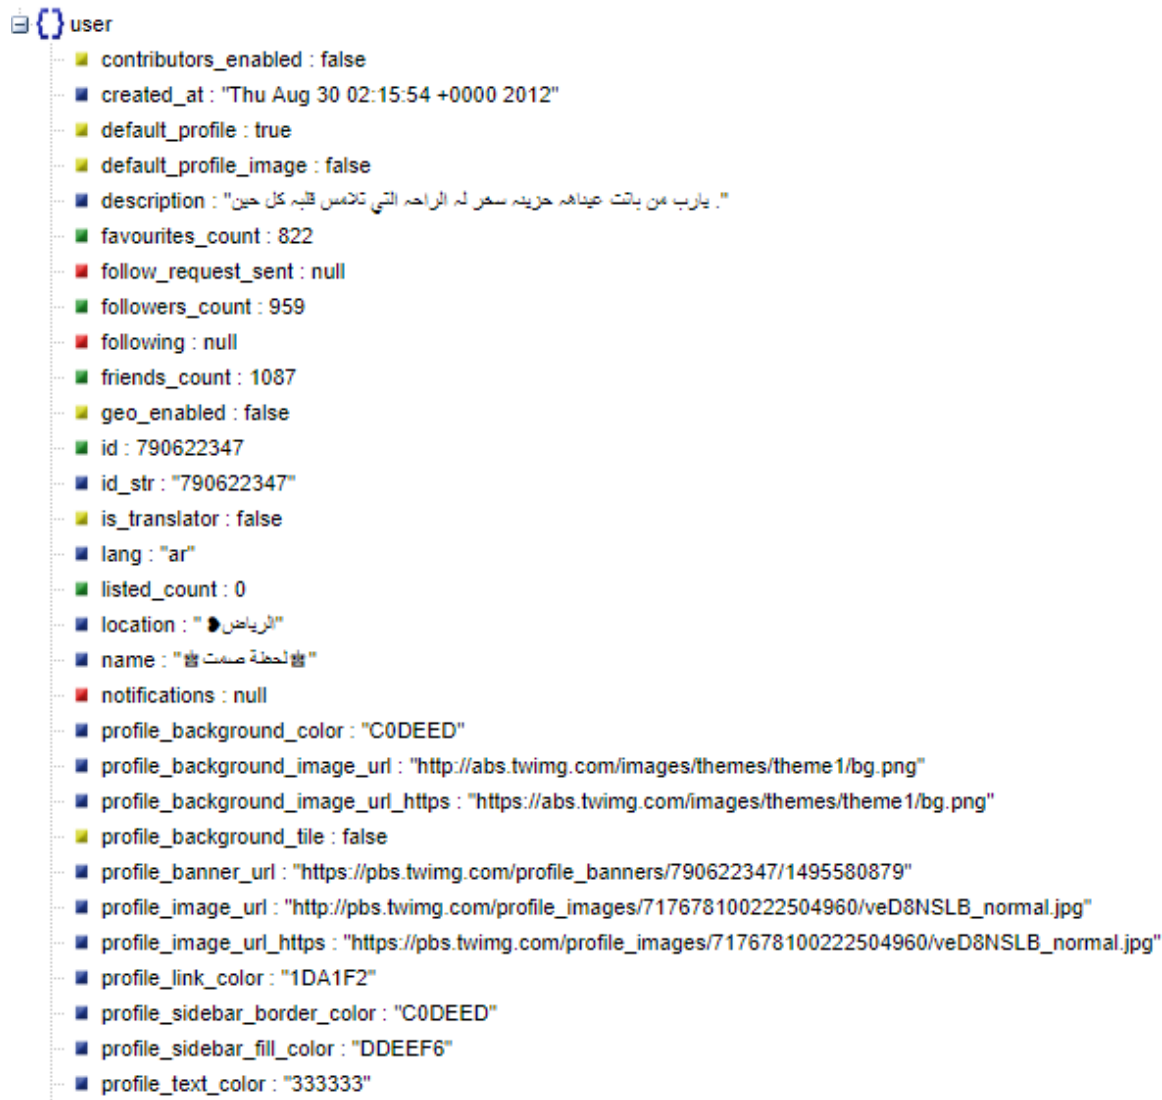 user
contributors_enabled : false
created_at : "Thu Aug 30 02:15:54 +0000 2012"
default_profile : true
default_profile_image : false
description : ". يارب من باتت عيناهہ حزينہ سخر لہ الراحہ التي تلامس قلبہ كل حين"
favourites_count : 822
follow_request_sent : null
followers_count : 959
following : null
friends_count : 1087
geo_enabled : false
id : 790622347
id_str : "790622347"
is_translator : false
lang : "ar"
listed_count : 0
location : "الرياض❥ "
name : "لحظة صمت"
notifications : null
profile_background_color : "C0DEED"
profile_background_image_url : "http://abs.twimg.com/images/themes/theme1/bg.png"
profile_background_image_url_https : "https://abs.twimg.com/images/themes/theme1/bg.png"
profile_background_tile : false
profile_banner_url : "https://pbs.twimg.com/profile_banners/790622347/1495580879"
profile_image_url : "http://pbs.twimg.com/profile_images/717678100222504960/veD8NSLB_normal.jpg"
profile_image_url_https : "https://pbs.twimg.com/profile_images/717678100222504960/veD8NSLB_normal.jpg"
profile_link_color : "1DA1F2"
profile_sidebar_border_color : "C0DEED"
profile_sidebar_fill_color : "DDEEF6"
profile_text_color : "333333"